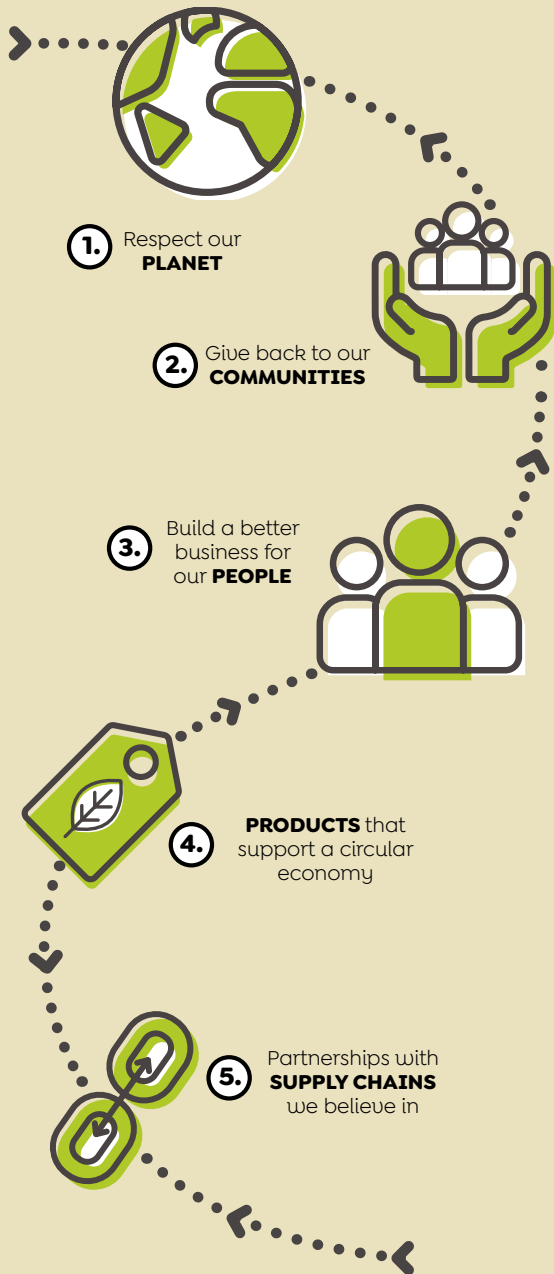 1. Respect our
PLANET
2. Give back to our
COMMUNITIES
3. Build a better
business for
our PEOPLE
4. PRODUCTS that
support a circular
economy
5. Partnerships with
SUPPLY CHAINS
we believe in